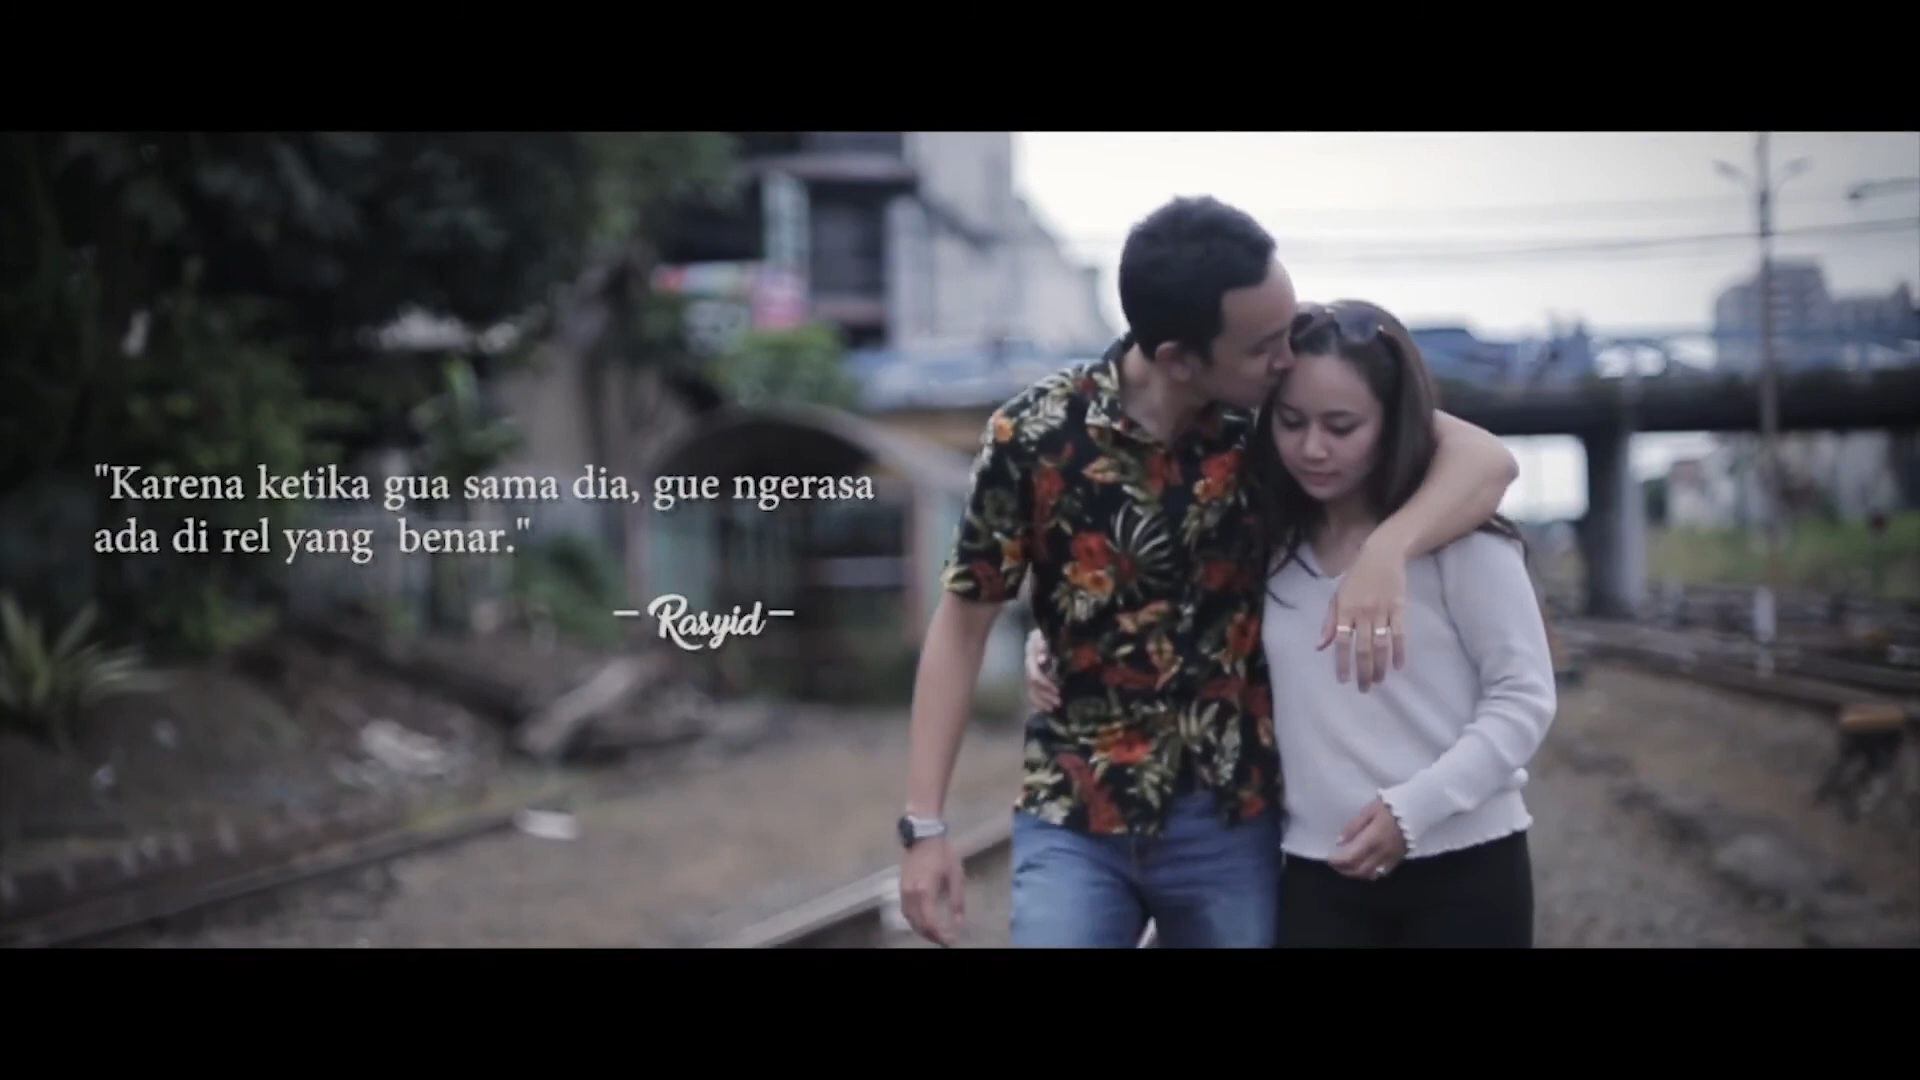 "Karena ketika gua sama dia, gue ngerasa
ada di rel yang  benar."
– Rasyid –